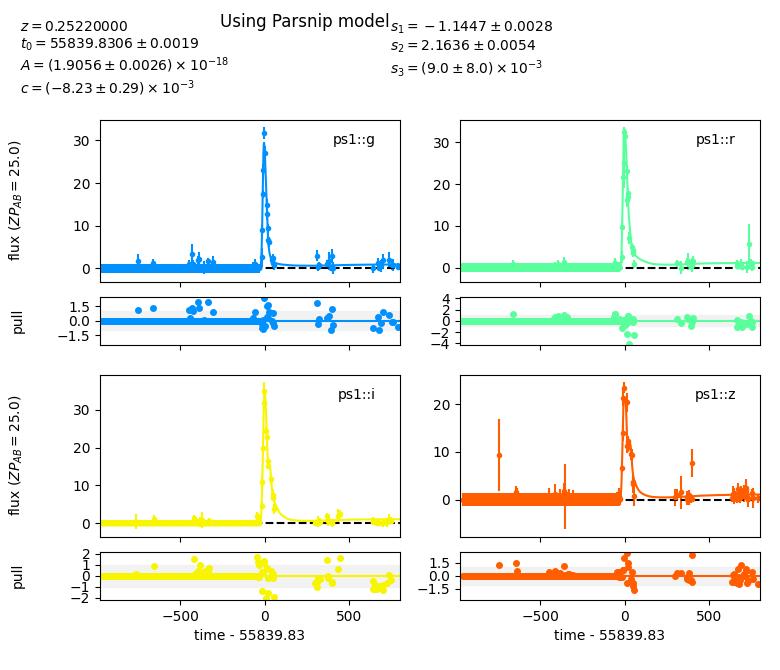 Using Parsnip model
z = 0.25220000
t0 = 55839.8306 ± 0.0019
A = (1.9056 ± 0.0026) × 10^−18
c = (−8.23 ± 0.29) × 10^−3
s1 = −1.1447 ± 0.0028
s2 = 2.1636 ± 0.0054
s3 = (9.0 ± 8.0) × 10^−3
flux (ZP_AB = 25.0)
30
20
10
0
ps1::g
30
20
10
0
ps1::r
pull
1.5
0.0
−1.5
4
2
0
−2
−4
flux (ZP_AB = 25.0)
30
20
10
0
ps1::i
20
10
0
ps1::z
pull
2
1
0
−1
−2
1.5
0.0
−1.5
−500 0 500
−500 0 500
time - 55839.83
time - 55839.83